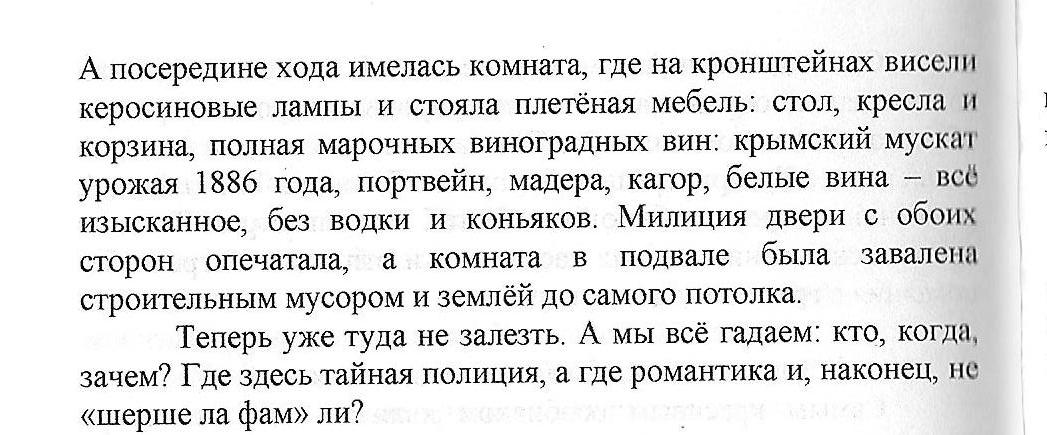 А посередине хода имелась комната, где на кронштейнах висели
керосиновые лампы и стояла плетёная мебель: стол, кресла и
корзина, полная марочных виноградных вин: крымский мускат
урожая 1886 года, портвейн, мадера, кагор, белые вина – всё
изысканное, без водки и коньяков. Милиция двери с обоих
сторон опечатала, а комната в подвале была завалена
строительным мусором и землёй до самого потолка.
Теперь уже туда не залезть. А мы всё гадаем: кто, когда,
зачем? Где здесь тайная полиция, а где романтика и, наконец, не
«шерше ла фам» ли?